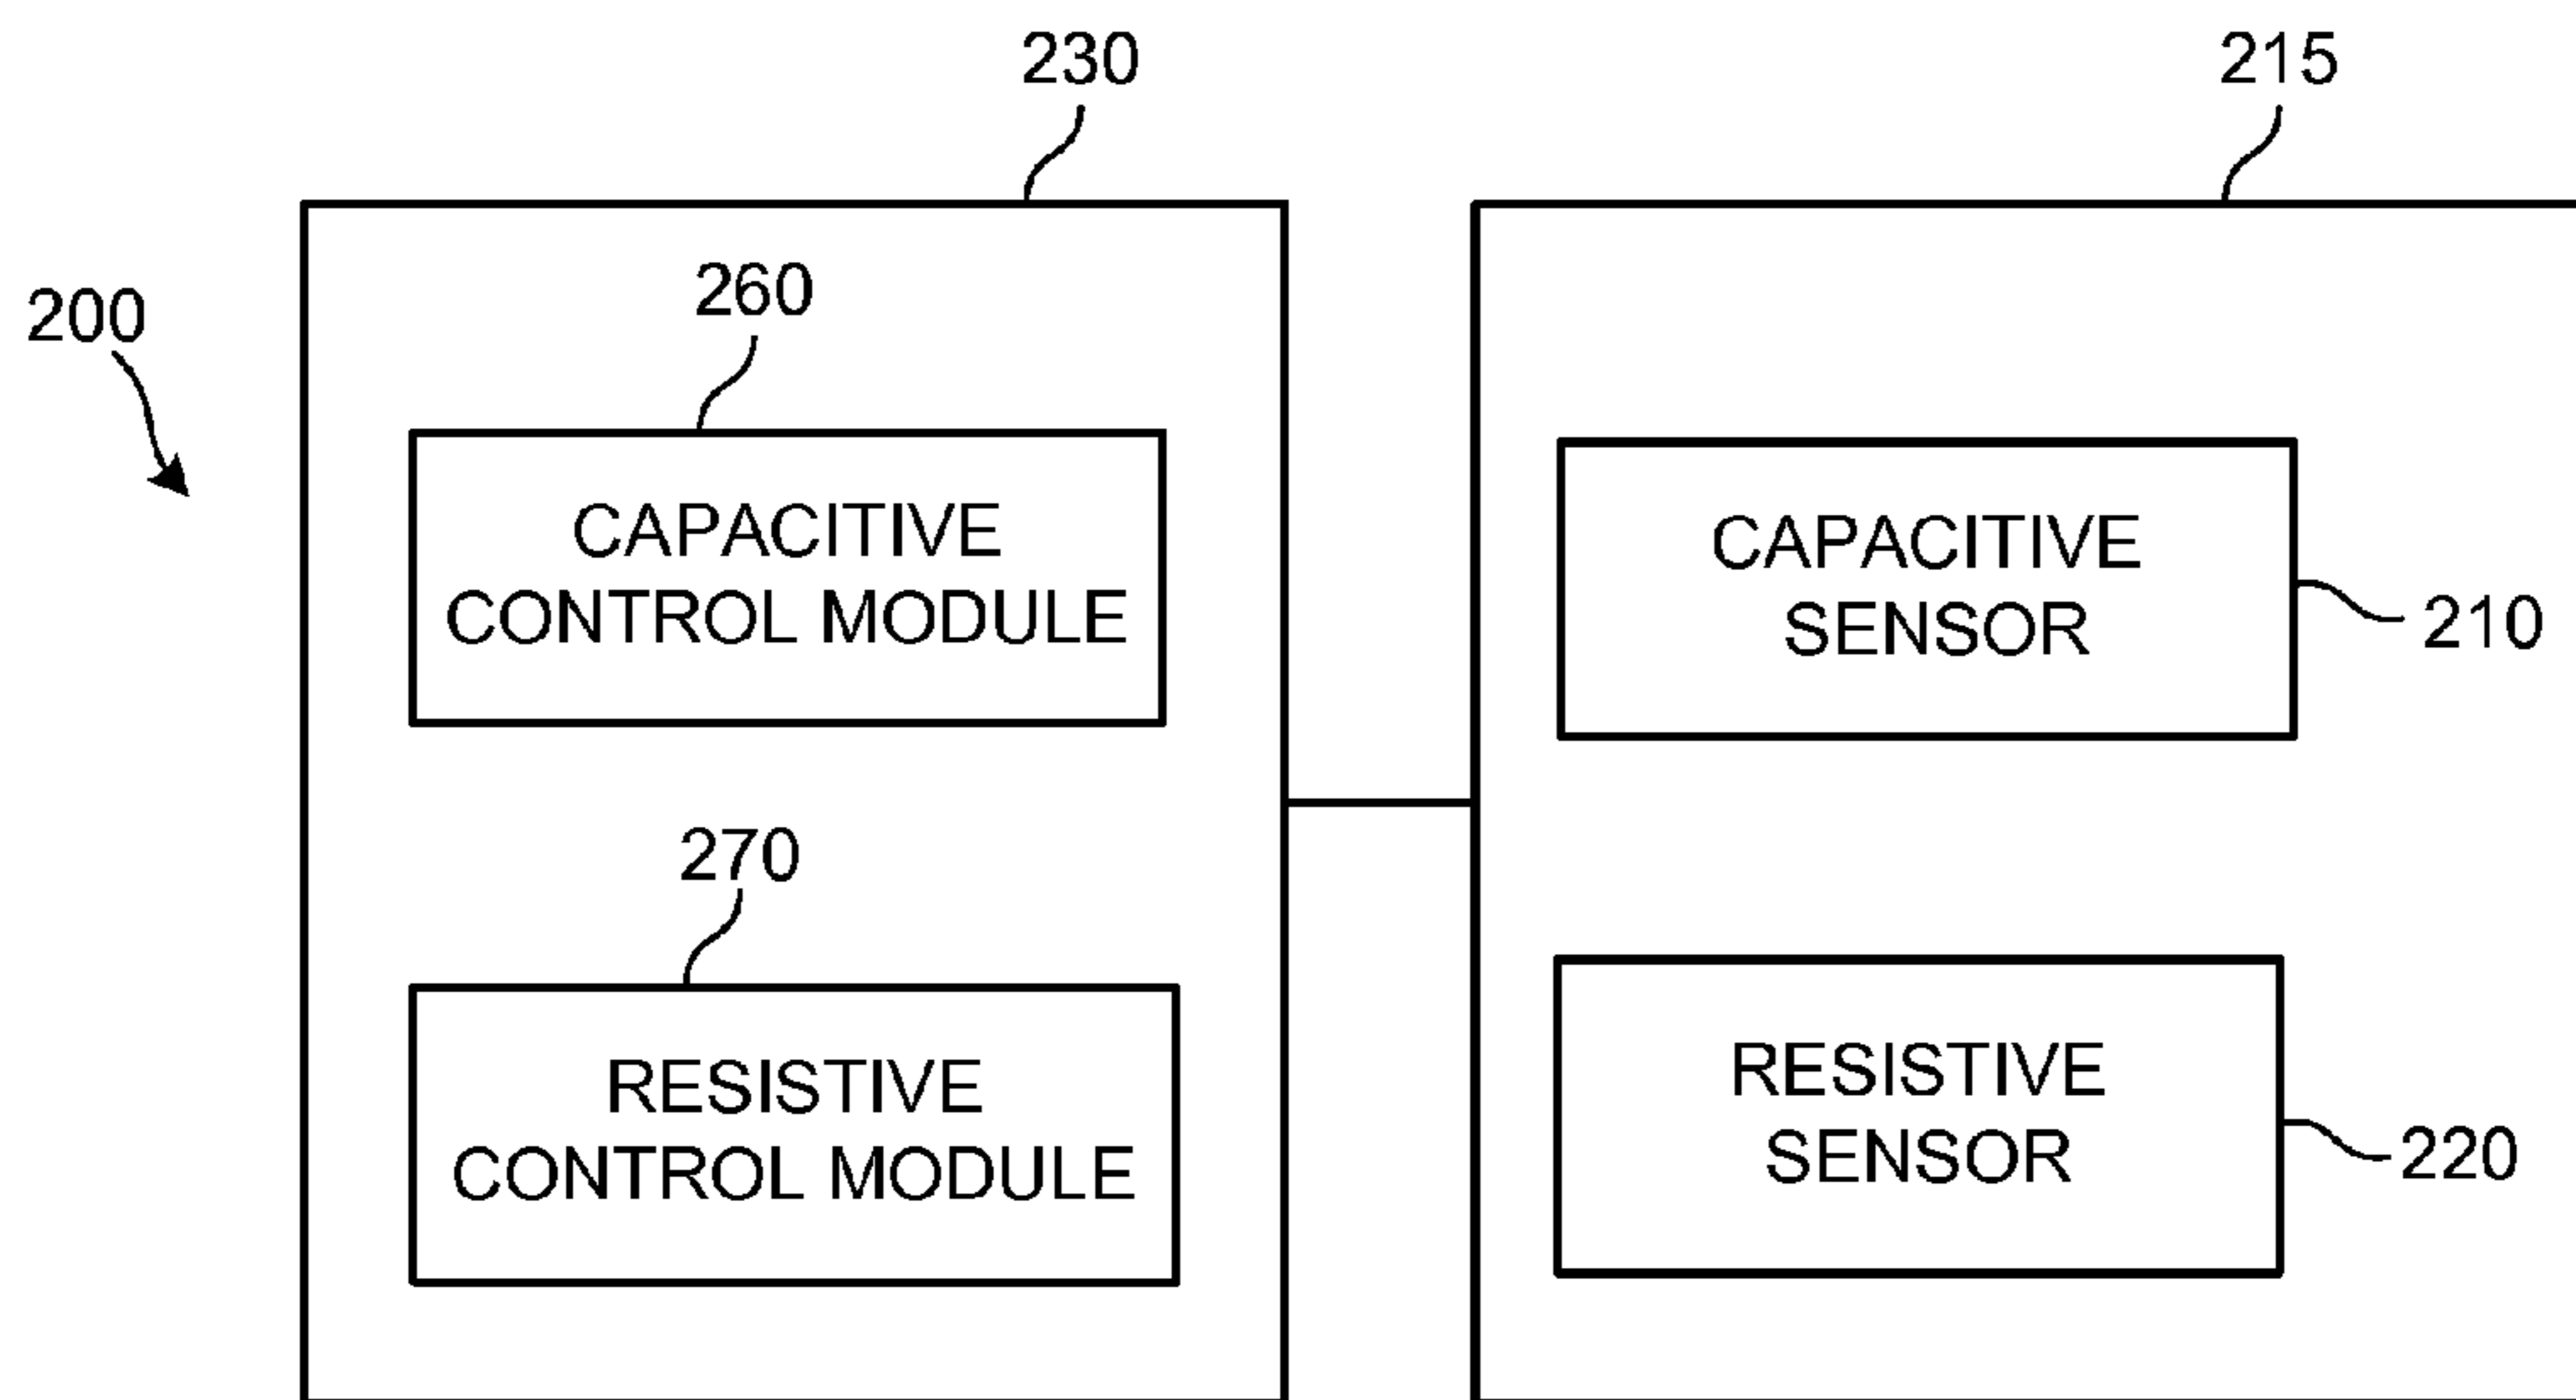 230
215
200
260
CAPACITIVE
CONTROL MODULE
CAPACITIVE
SENSOR
210
270
RESISTIVE
CONTROL MODULE
RESISTIVE
SENSOR
220